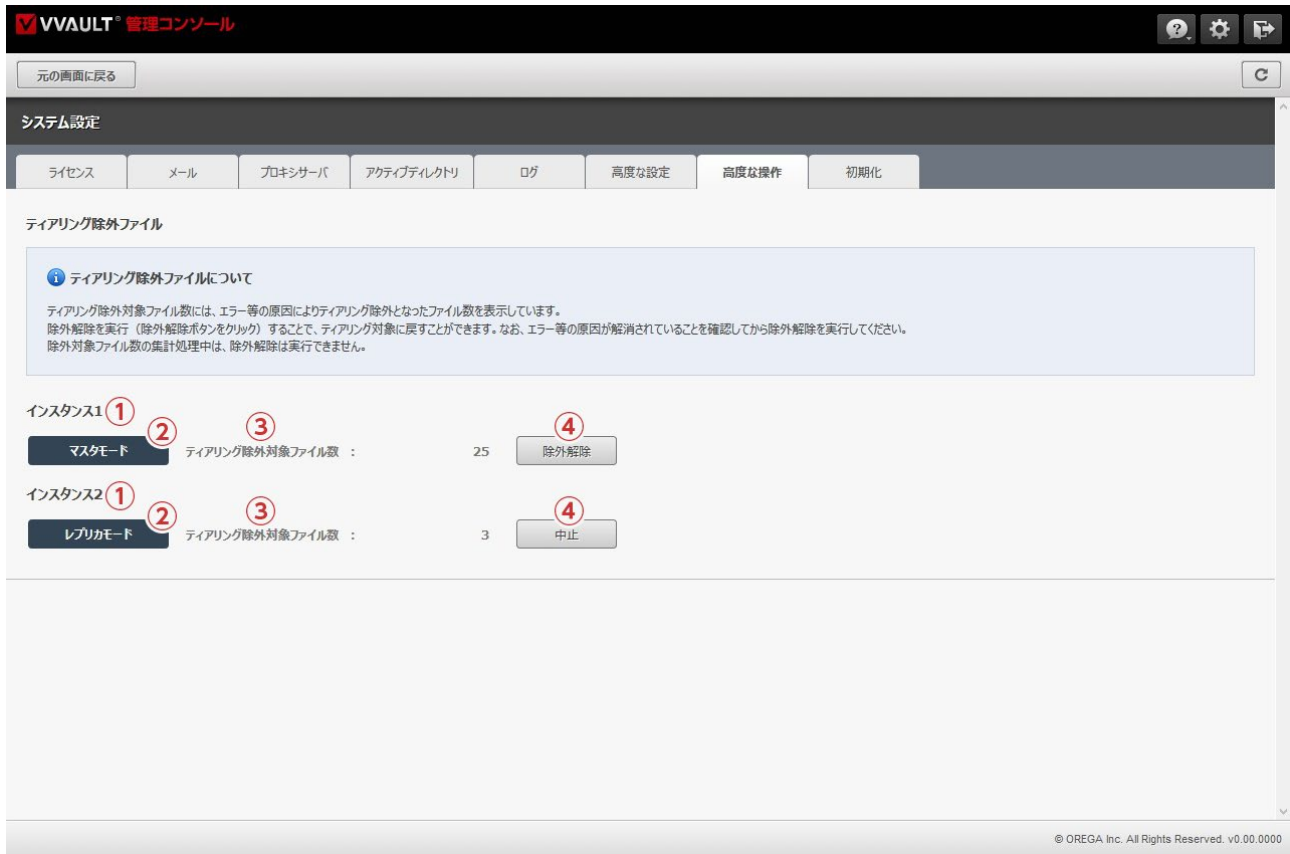 VVAULT® 管理コンソール
元の画面に戻る
システム設定
ライセンス メール プロキシサーバ アクティブディレクトリ ログ 高度な設定 高度な操作 初期化
ティアリング除外ファイル
ティアリング除外ファイルについて
ティアリング除外対象ファイル数には、エラー等の原因によりティアリング除外となったファイル数を表示しています。
除外解除を実行（除外解除ボタンをクリック）することで、ティアリング対象に戻すことができます。なお、エラー等の原因が解消されていることを確認してから除外解除を実行してください。
除外対象ファイル数の集計処理中は、除外解除は実行できません。
インスタンス1 ①
マスタモード ② ティアリング除外対象ファイル数 : ③ 25 除外解除 ④
インスタンス2 ①
レプリカモード ② ティアリング除外対象ファイル数 : ③ 3 中止 ④
© OREGA Inc. All Rights Reserved. v0.00.0000